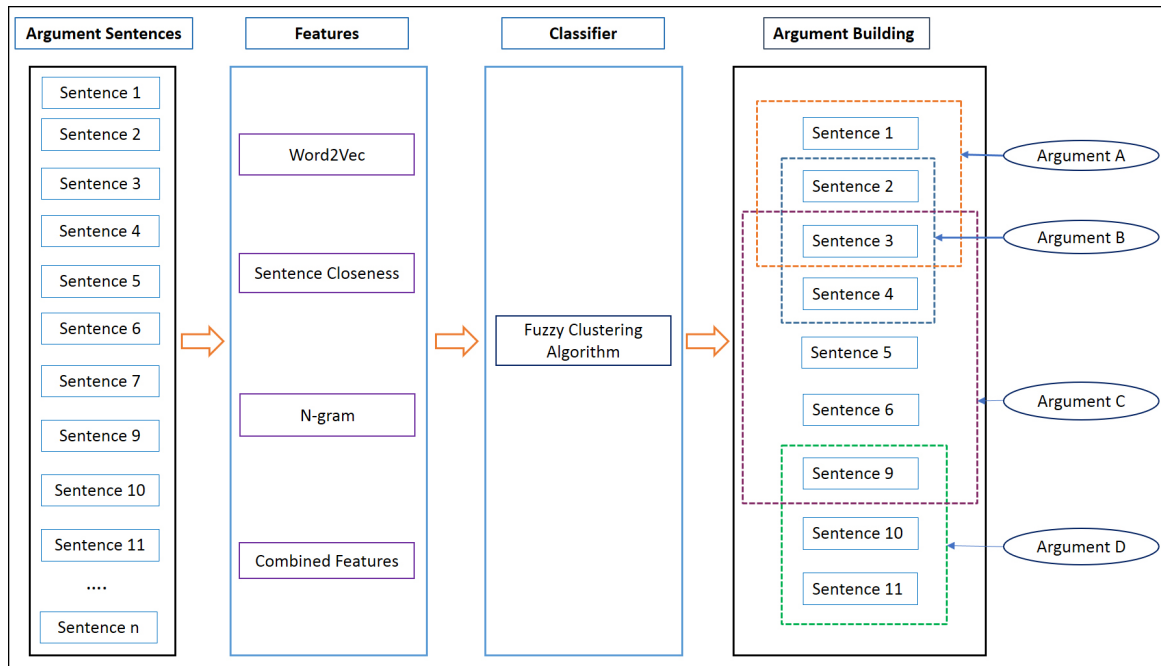 Argument Sentences
Features
Classifier
Argument Building
Sentence 1
Sentence 2
Sentence 3
Sentence 4
Sentence 5
Sentence 6
Sentence 7
Sentence 9
Sentence 10
Sentence 11
....
Sentence n
Word2Vec
Sentence Closeness
N-gram
Combined Features
Fuzzy Clustering
Algorithm
Sentence 1
Sentence 2
Sentence 3
Sentence 4
Sentence 5
Sentence 6
Sentence 9
Sentence 10
Sentence 11
Argument A
Argument B
Argument C
Argument D